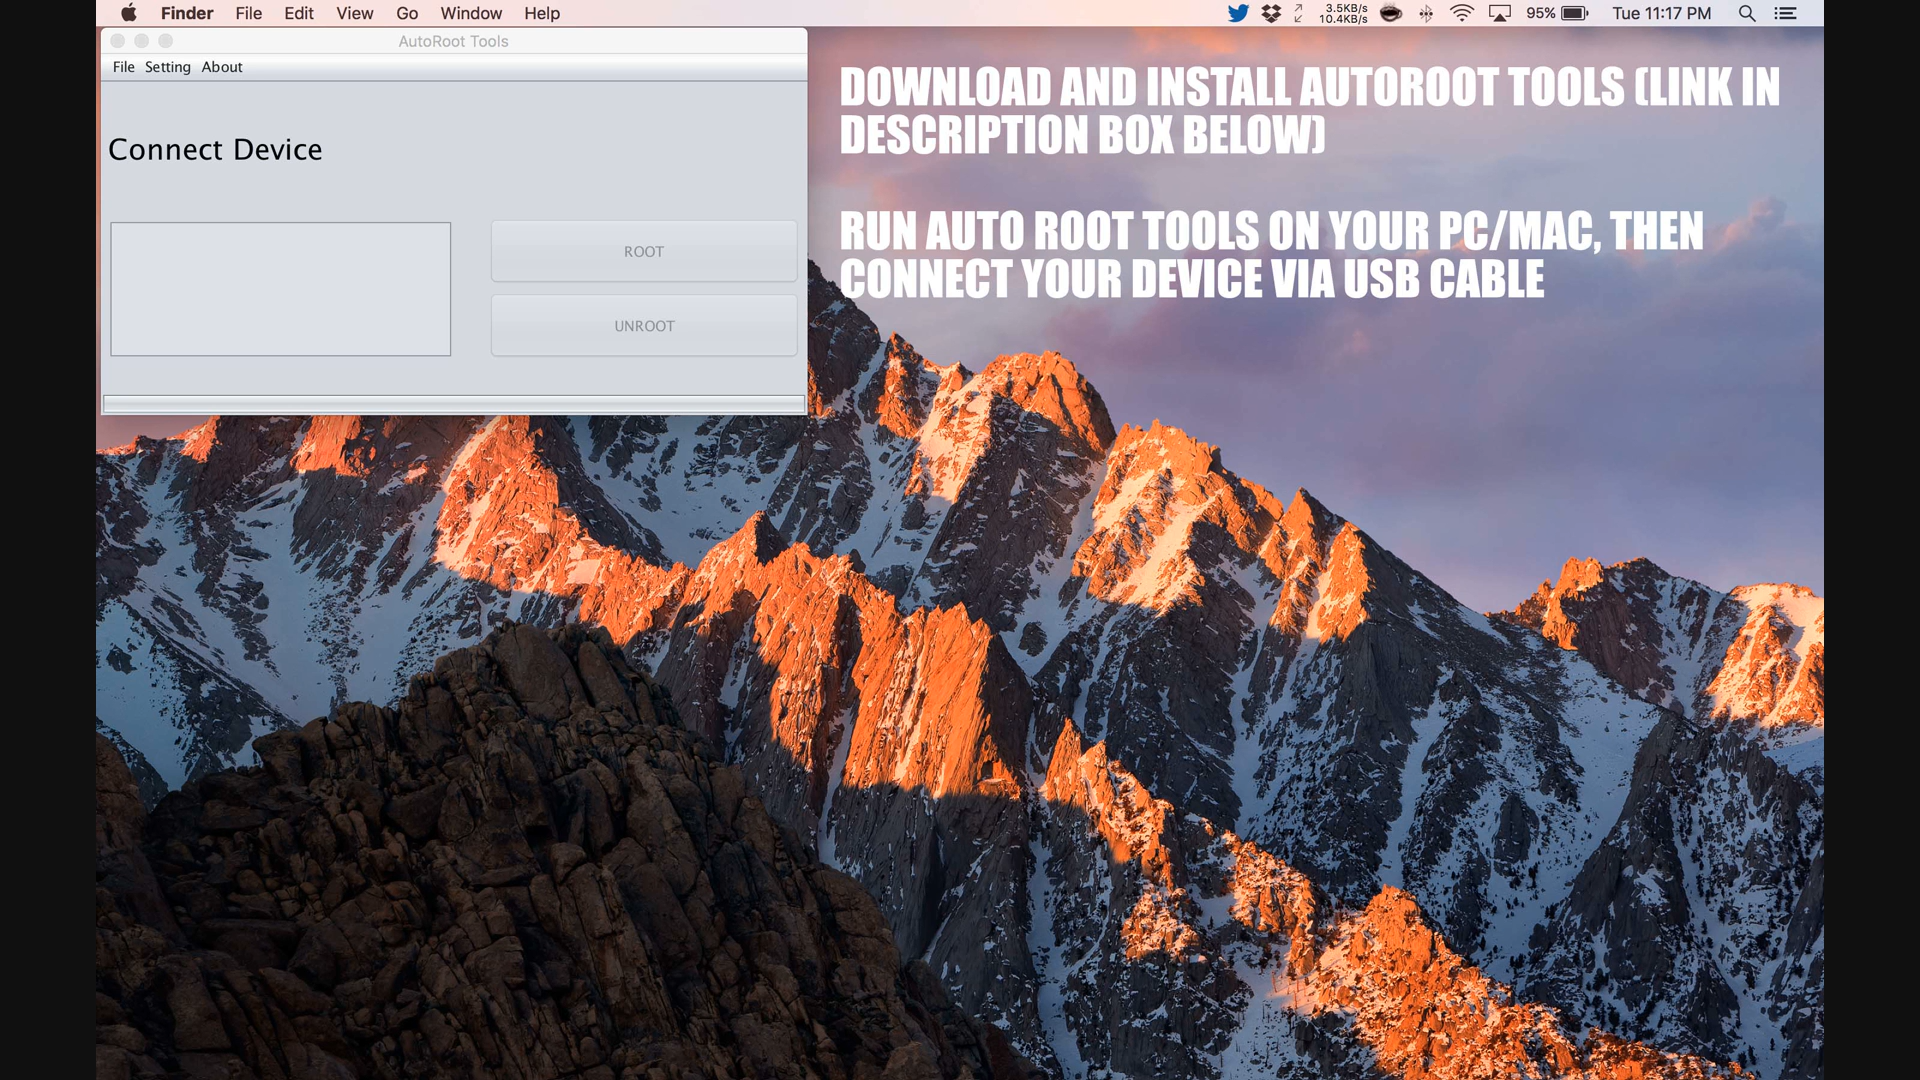 Finder File Edit View Go Window Help 3.5KB/s 10.4KB/s 95% Tue 11:17 PM
AutoRoot Tools
File Setting About
Connect Device
ROOT
UNROOT
DOWNLOAD AND INSTALL AUTOROOT TOOLS (LINK IN
DESCRIPTION BOX BELOW)
RUN AUTO ROOT TOOLS ON YOUR PC/MAC, THEN
CONNECT YOUR DEVICE VIA USB CABLE